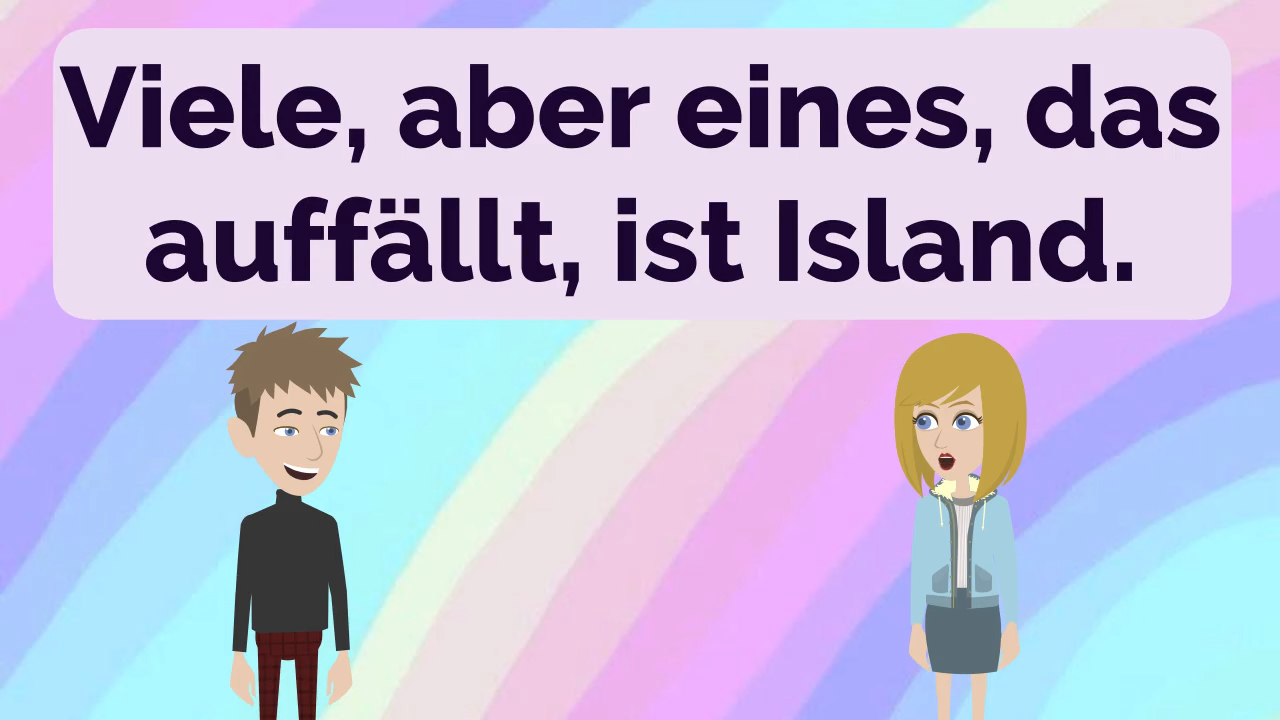 Viele, aber eines, das
auffällt, ist Island.